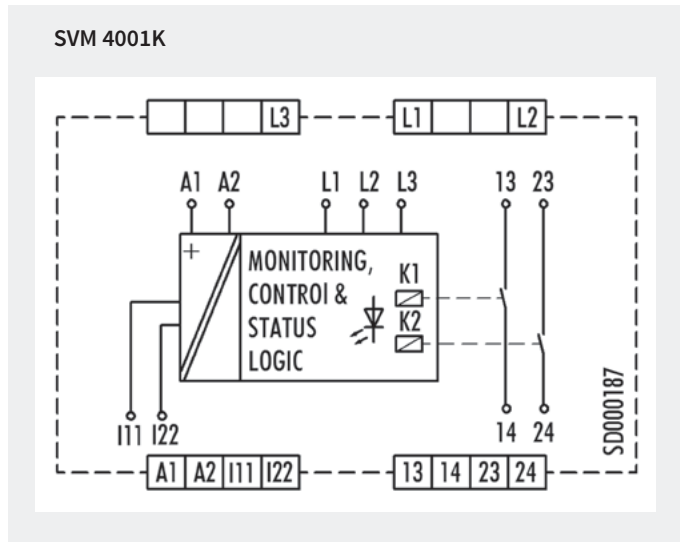 SVM 4001K
L3 L1 L2
A1 A2 L1 L2 L3 13 23
+
MONITORING,
CONTROl &
STATUS
LOGIC
K1
K2
I11 I22
14 24
SD000187
A1 A2 I11 I22 13 14 23 24